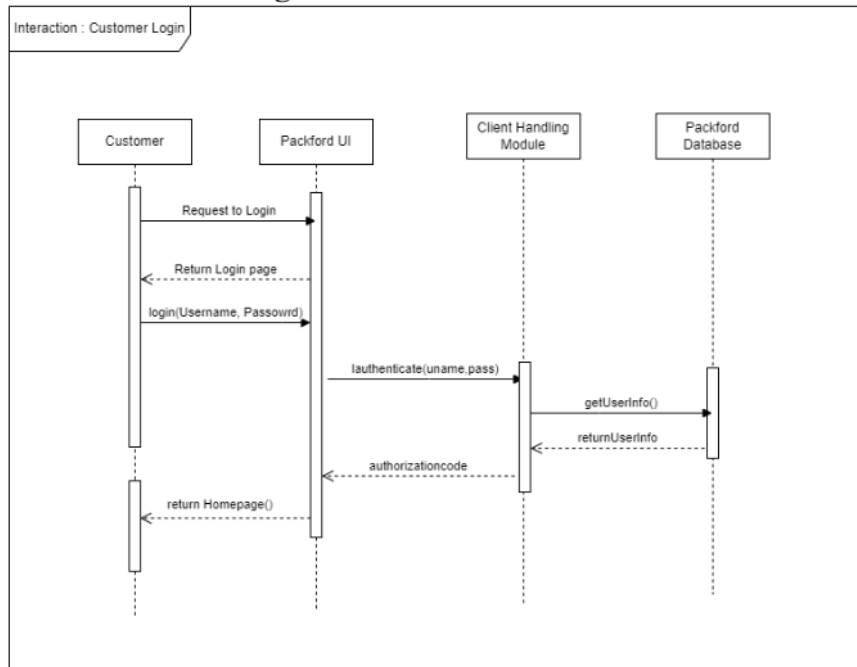 Interaction : Customer Login
Customer
Packford UI
Client Handling
Module
Packford
Database
Request to Login
Return Login page
login(Username, Passowrd)
lauthenticate(uname,pass)
getUserInfo()
returnUserInfo
authorizationcode
return Homepage()